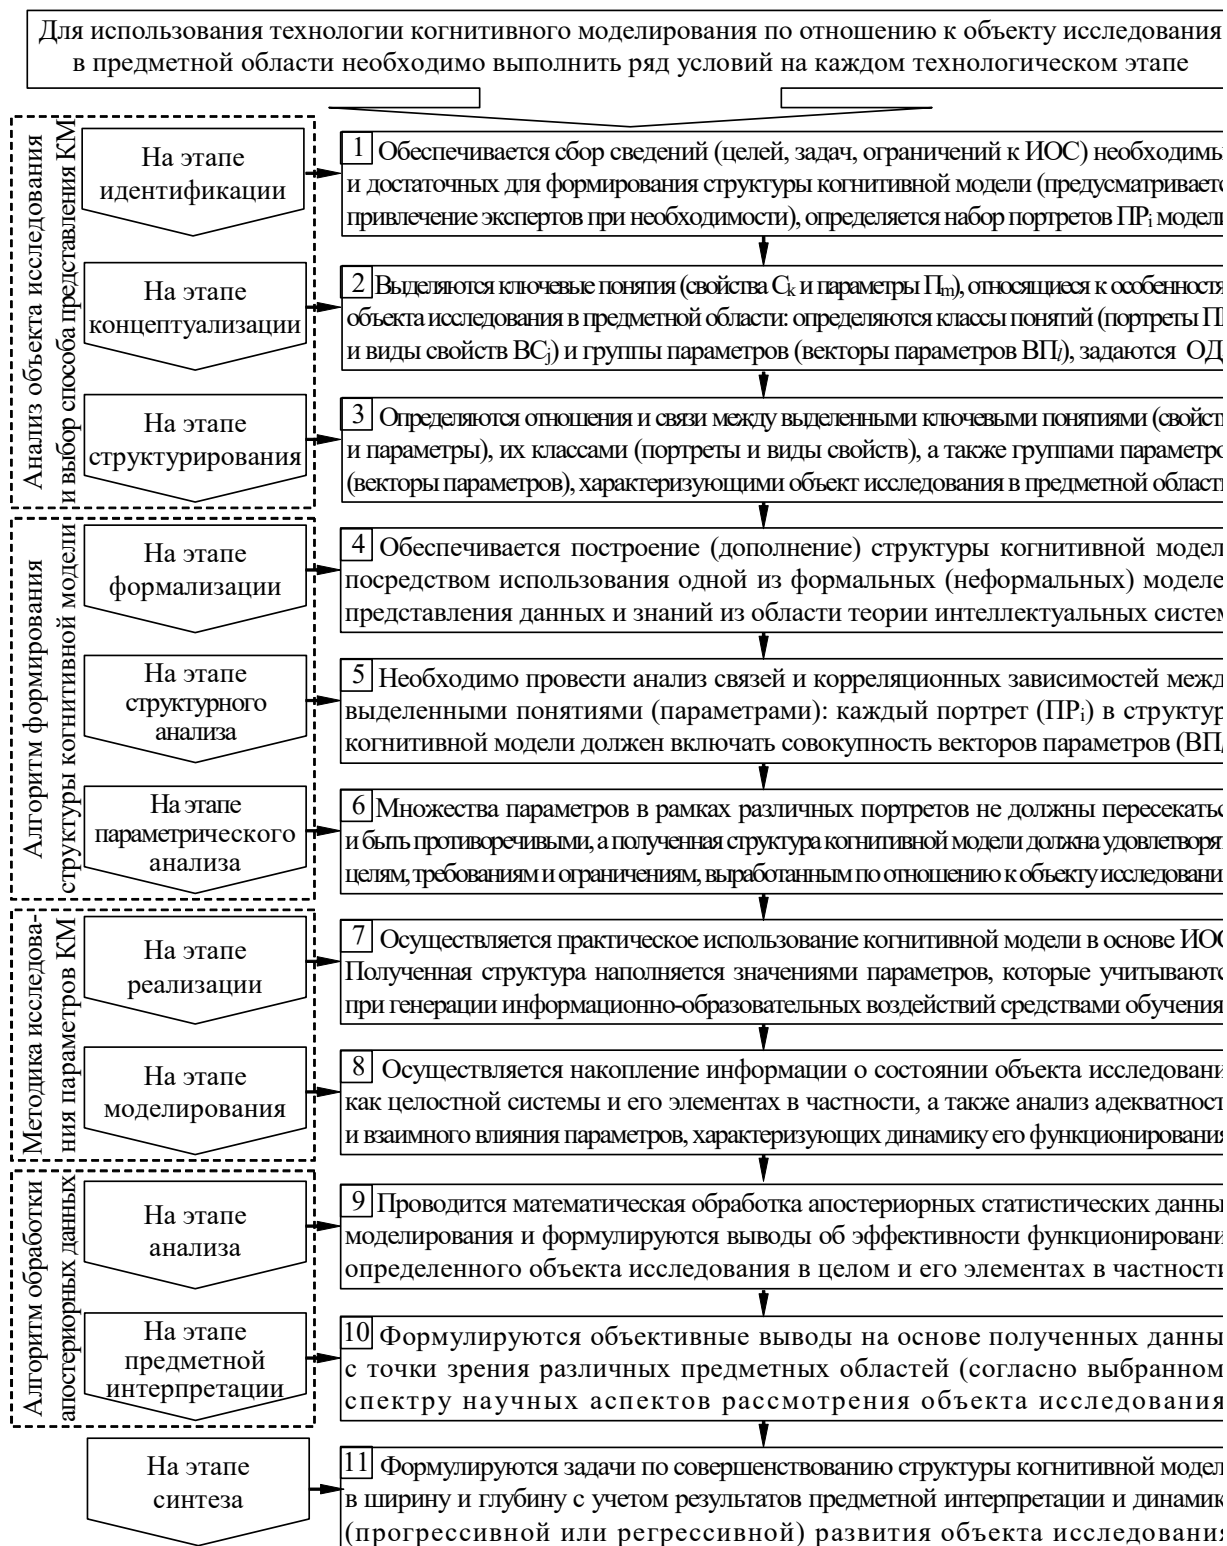 Для использования технологии когнитивного моделирования по отношению к объекту исследования
в предметной области необходимо выполнить ряд условий на каждом технологическом этапе
Анализ объекта исследования
и выбор способа представления КМ
На этапе
идентификации
1 Обеспечивается сбор сведений (целей, задач, ограничений к ИОС) необходимы
и достаточных для формирования структуры когнитивной модели (предусматривает
привлечение экспертов при необходимости), определяется набор портретов ПРi модели
На этапе
концептуализации
2 Выделяются ключевые понятия (свойства Ck и параметры Пm), относящиеся к особенностя
объекта исследования в предметной области: определяются классы понятий (портреты П
и виды свойств ВСj) и группы параметров (векторы параметров ВПl), задаются ОД
На этапе
структурирования
3 Определяются отношения и связи между выделенными ключевыми понятиями (свойств
и параметры), их классами (портреты и виды свойств), а также группами параметро
(векторы параметров), характеризующими объект исследования в предметной област
Алгоритм формирования
структуры когнитивной модели
На этапе
формализации
4 Обеспечивается построение (дополнение) структуры когнитивной модел
посредством использования одной из формальных (неформальных) моделе
представления данных и знаний из области теории интеллектуальных систем
На этапе
структурного
анализа
5 Необходимо провести анализ связей и корреляционных зависимостей межд
выделенными понятиями (параметрами): каждый портрет (ПРi) в структур
когнитивной модели должен включать совокупность векторов параметров (ВП
На этапе
параметрического
анализа
6 Множества параметров в рамках различных портретов не должны пересекатьс
и быть противоречивыми, а полученная структура когнитивной модели должна удовлетворя
целям, требованиям и ограничениям, выработанным по отношению к объекту исследовани
Методика исследова-
ния параметров КМ
На этапе
реализации
7 Осуществляется практическое использование когнитивной модели в основе ИОС
Полученная структура наполняется значениями параметров, которые учитываютс
при генерации информационно-образовательных воздействий средствами обучения
На этапе
моделирования
8 Осуществляется накопление информации о состоянии объекта исследовани
как целостной системы и его элементах в частности, а также анализ адекватност
и взаимного влияния параметров, характеризующих динамику его функционирования
Алгоритм обработки
апостериорных данных
На этапе
анализа
9 Проводится математическая обработка апостериорных статистических данны
моделирования и формулируются выводы об эффективности функционировани
определенного объекта исследования в целом и его элементах в частности
На этапе
предметной
интерпретации
10 Формулируются объективные выводы на основе полученных данны
с точки зрения различных предметных областей (согласно выбранном
спектру научных аспектов рассмотрения объекта исследования
На этапе
синтеза
11 Формулируются задачи по совершенствованию структуры когнитивной модел
в ширину и глубину с учетом результатов предметной интерпретации и динамик
(прогрессивной или регрессивной) развития объекта исследования